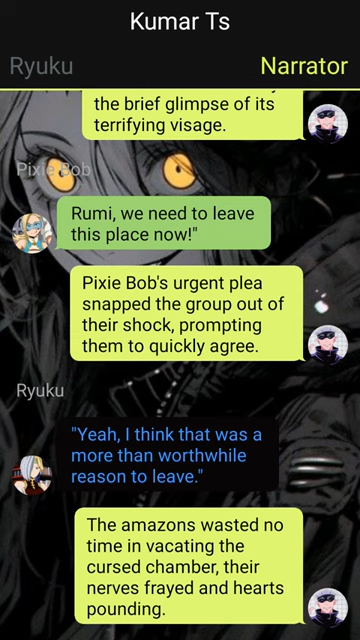 Kumar Ts
Ryuku
Narrator
the brief glimpse of its
terrifying visage.
Pixie Bob
Rumi, we need to leave
this place now!"
Pixie Bob's urgent plea
snapped the group out of
their shock, prompting
them to quickly agree.
Ryuku
"Yeah, I think that was a
more than worthwhile
reason to leave."
The amazons wasted no
time in vacating the
cursed chamber, their
nerves frayed and hearts
pounding.